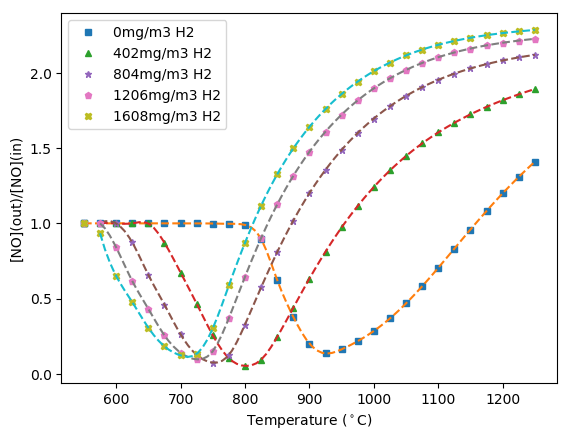 0mg/m3 H2
402mg/m3 H2
804mg/m3 H2
1206mg/m3 H2
1608mg/m3 H2
[NO](out)/[NO](in)
2.0
1.5
1.0
0.5
0.0
600 700 800 900 1000 1100 1200
Temperature (°C)